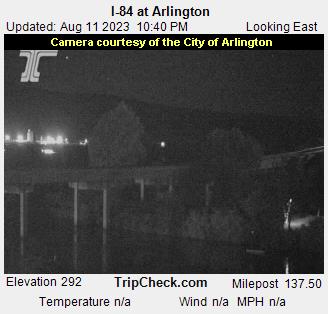 I-84 at Arlington
Updated: Aug 11 2023 10:40 PM Looking East
Camera courtesy of the City of Arlington
Elevation 292 TripCheck.com Milepost 137.50
Temperature n/a Wind n/a MPH n/a